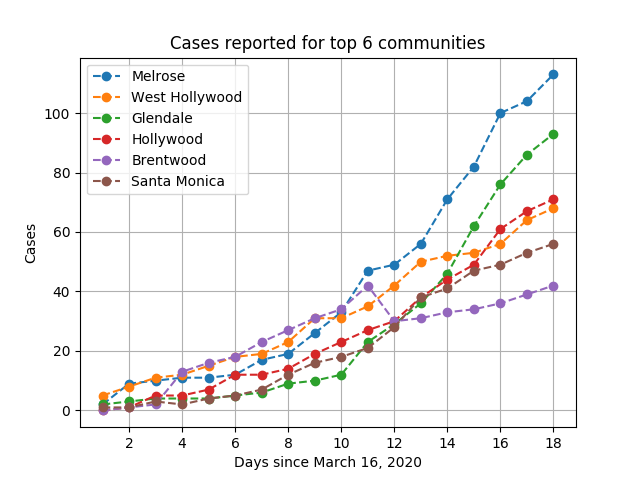 Cases reported for top 6 communities
Melrose
West Hollywood
Glendale
Hollywood
Brentwood
Santa Monica
Cases
100
80
60
40
20
0
2 4 6 8 10 12 14 16 18
Days since March 16, 2020